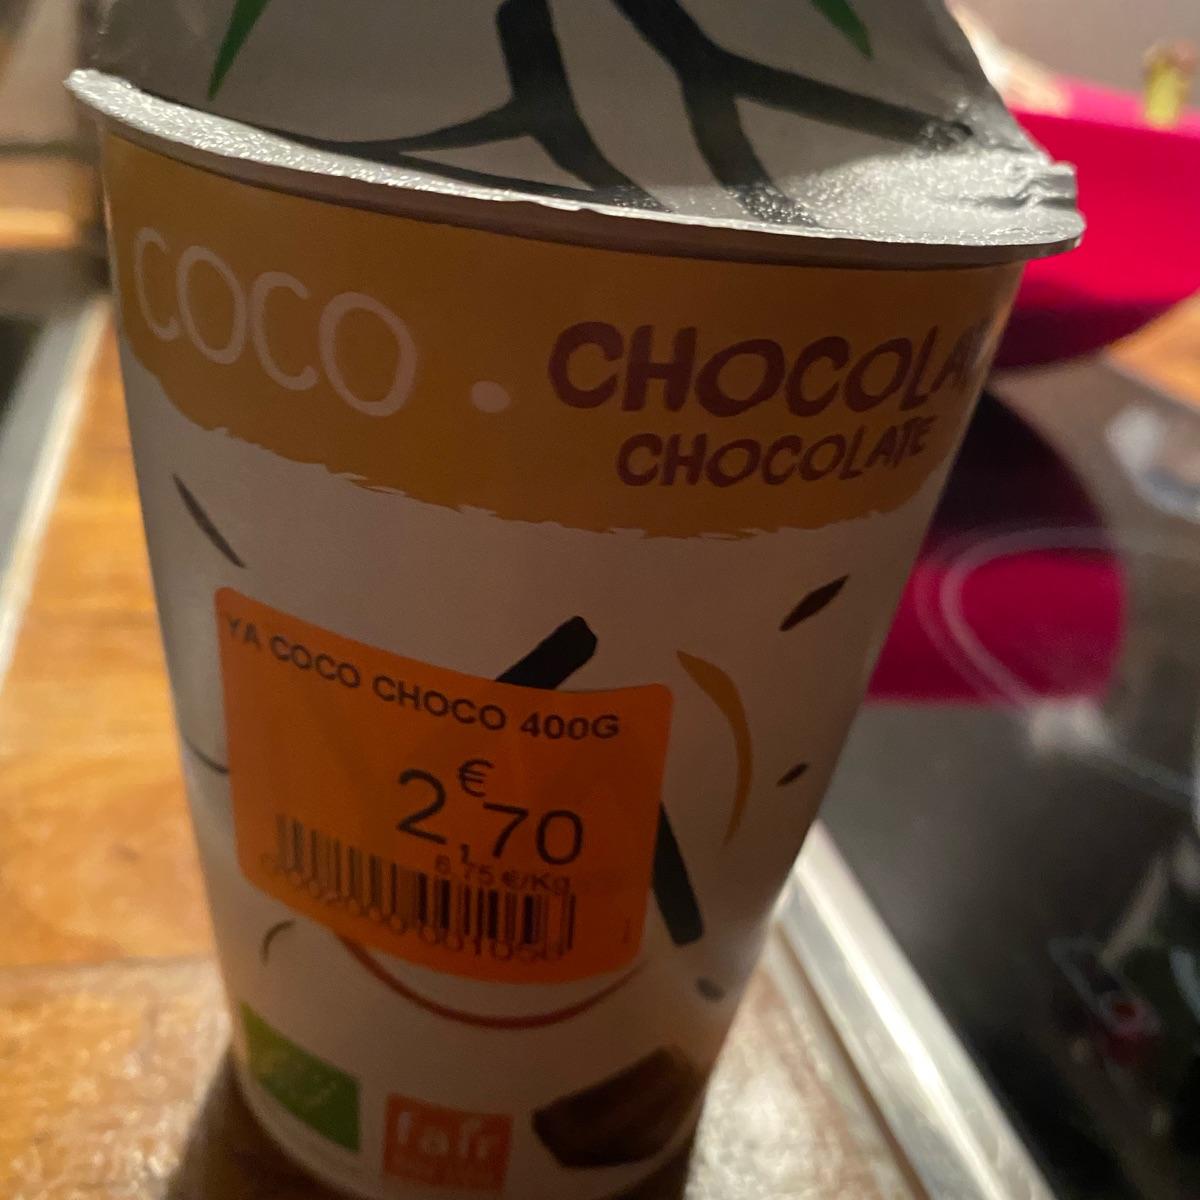 COCO • CHOCOLA
CHOCOLATE
YA COCO CHOCO 400G
€
2,70
6,75 €/Kg
fair